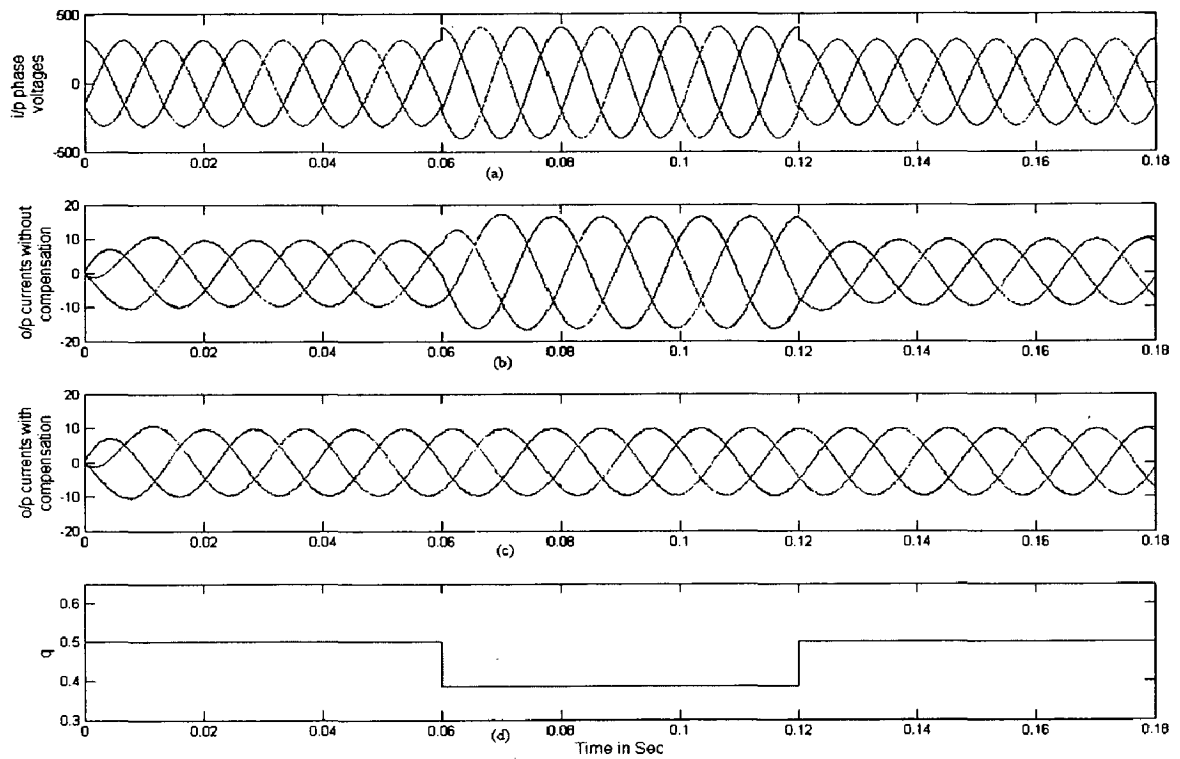 500
0
-500
i/p phase
voltages
0 0.02 0.04 0.06 0.08 0.1 0.12 0.14 0.16 0.18
(a)
20
10
0
-10
-20
o/p currents without
compensation
0 0.02 0.04 0.06 0.08 0.1 0.12 0.14 0.16 0.18
(b)
20
10
0
-10
-20
o/p currents with
compensation
0 0.02 0.04 0.06 0.08 0.1 0.12 0.14 0.16 0.18
(c)
0.6
0.5
0.4
0.3
q
0 0.02 0.04 0.06 0.08 0.1 0.12 0.14 0.16 0.18
(d)
Time in Sec